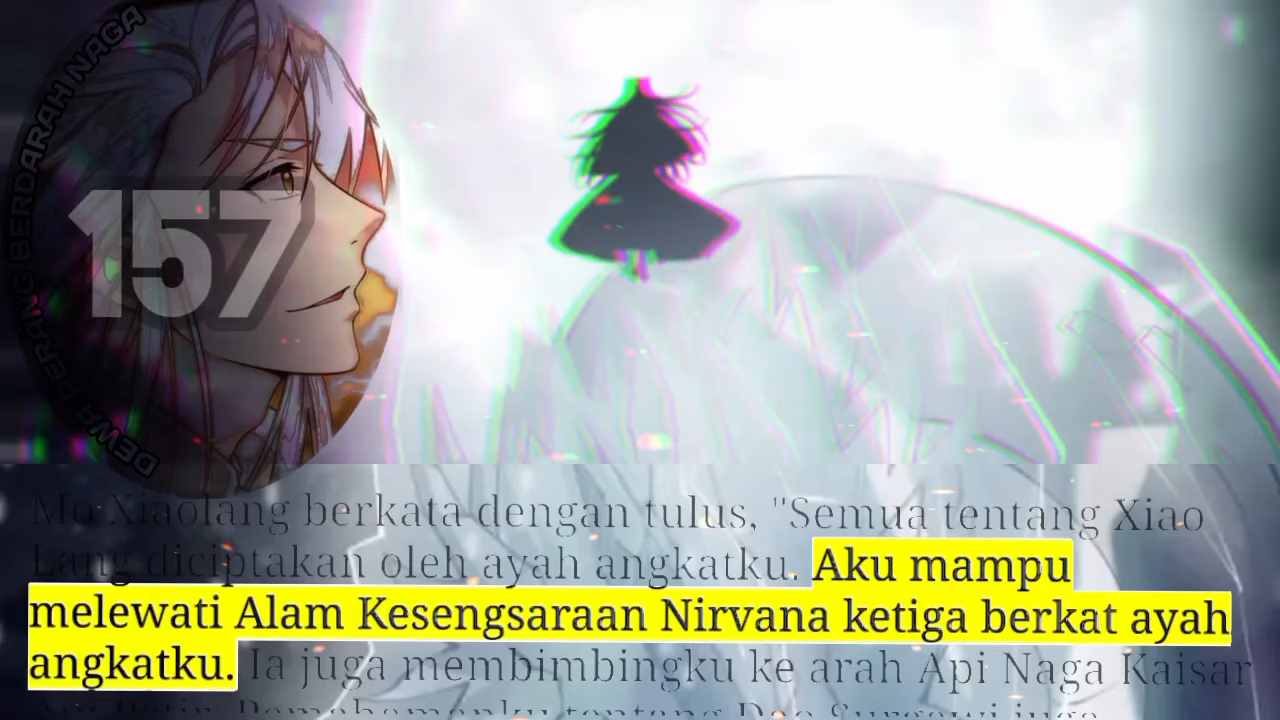 DEWA PERANG BERDARAH NAGA
157
Mo Xiaolang berkata dengan tulus, "Semua tentang Xiao
Lang diciptakan oleh ayah angkatku. Aku mampu
melewati Alam Kesengsaraan Nirvana ketiga berkat ayah
angkatku. Ia juga membimbingku ke arah Api Naga Kaisar